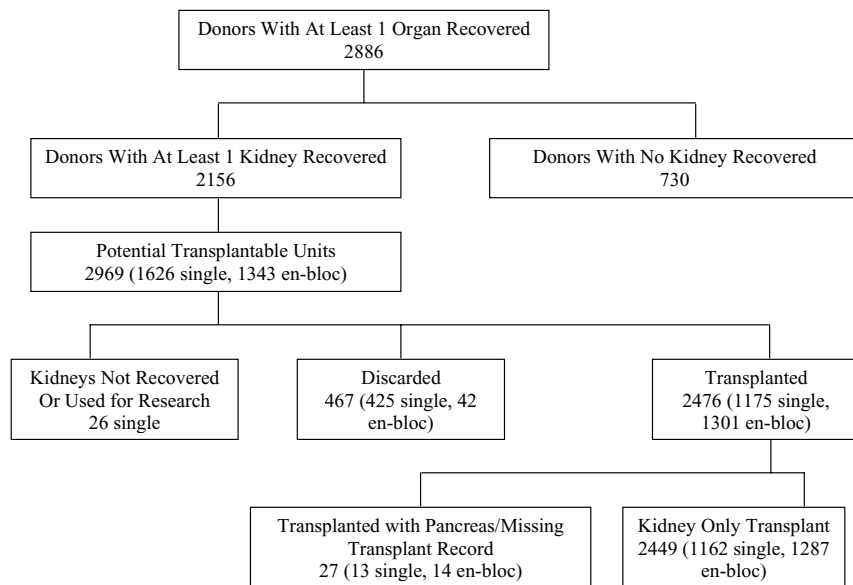 Donors With At Least 1 Organ Recovered
2886
Donors With At Least 1 Kidney Recovered
2156
Donors With No Kidney Recovered
730
Potential Transplantable Units
2969 (1626 single, 1343 en-bloc)
Kidneys Not Recovered
Or Used for Research
26 single
Discarded
467 (425 single, 42
en-bloc)
Transplanted
2476 (1175 single,
1301 en-bloc)
Transplanted with Pancreas/Missing
Transplant Record
27 (13 single, 14 en-bloc)
Kidney Only Transplant
2449 (1162 single, 1287
en-bloc)